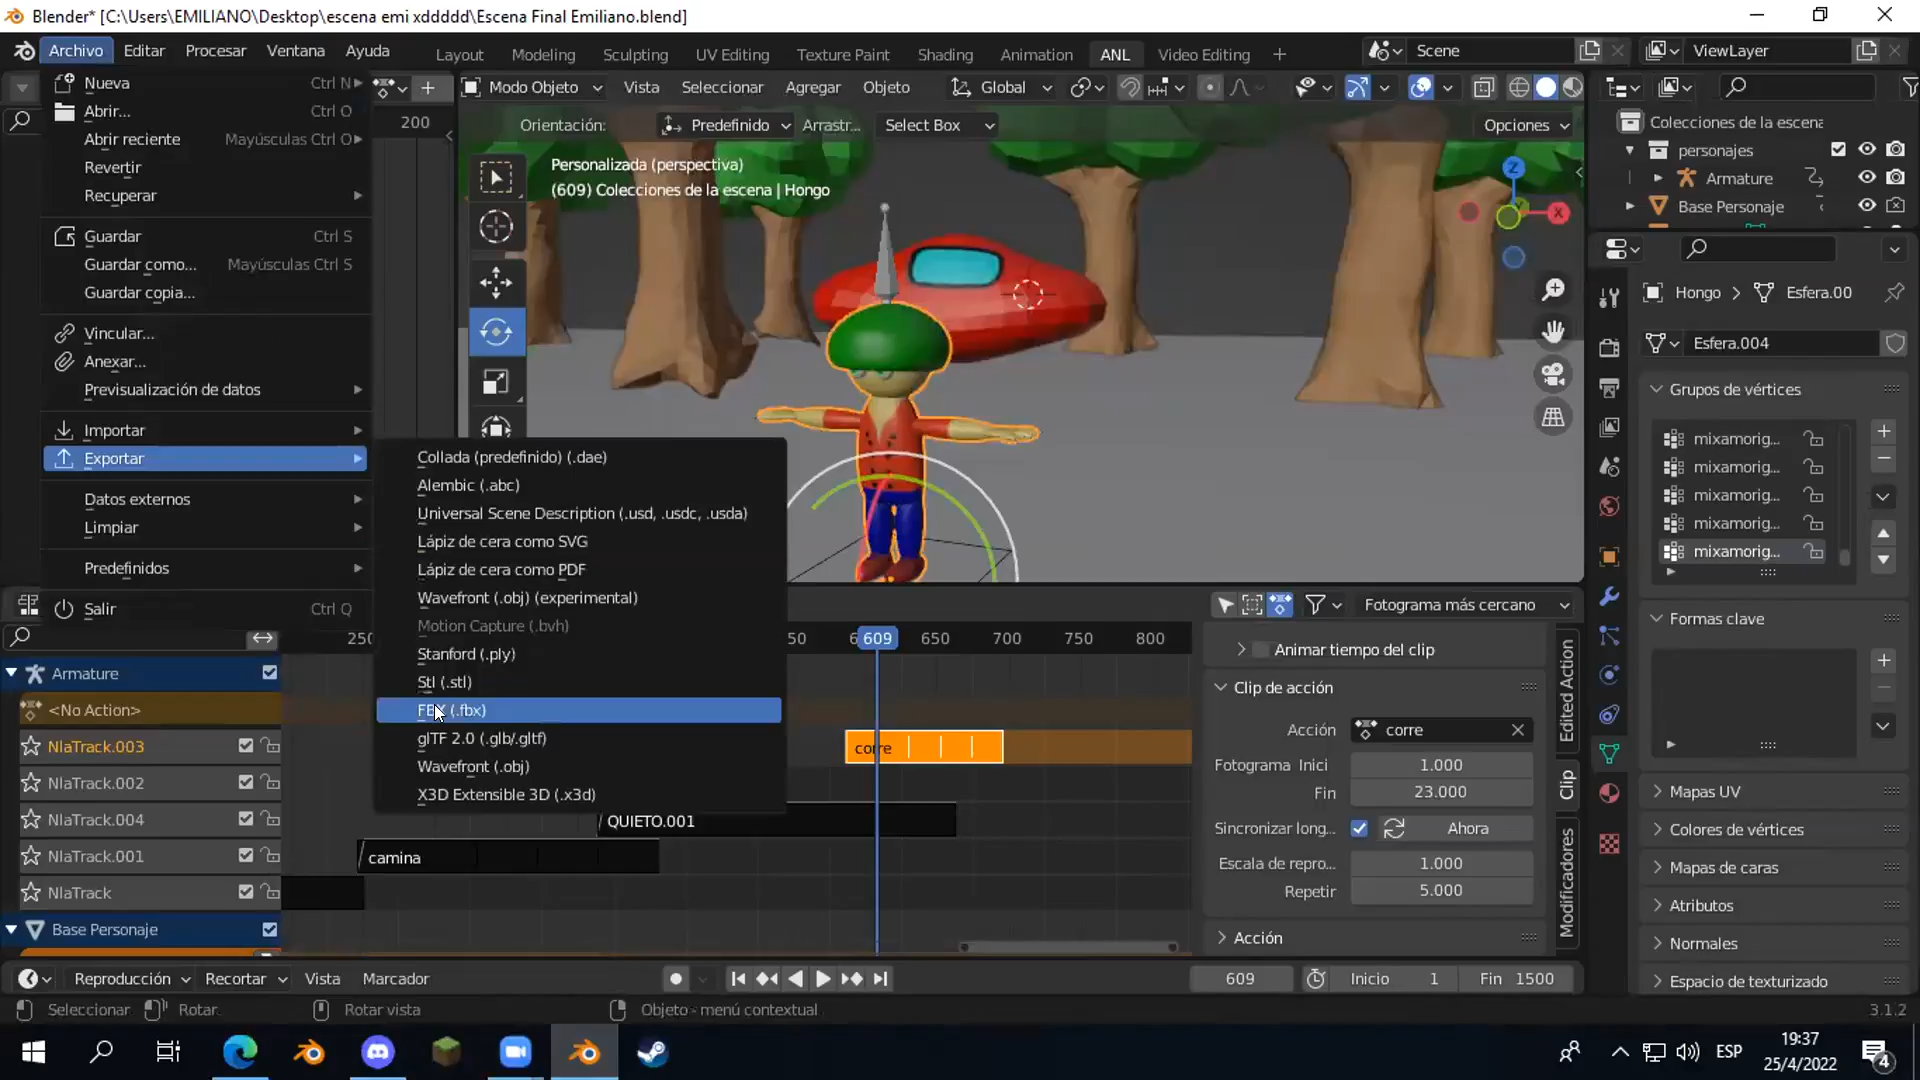 Blender* [C:\Users\EMILIANO\Desktop\escena emi xddddd\Escena Final Emiliano.blend]
Archivo Editar Procesar Ventana Ayuda
Layout Modeling Sculpting UV Editing Texture Paint Shading Animation ANL Video Editing
Scene ViewLayer
Nueva Ctrl N
Abrir... Ctrl O
Abrir reciente Mayúsculas Ctrl O
Revertir
Recuperar
Guardar Ctrl S
Guardar como... Mayúsculas Ctrl S
Guardar copia...
Vincular...
Anexar...
Previsualización de datos
Importar
Exportar
Datos externos
Limpiar
Predefinidos
Salir Ctrl Q
Collada (predefinido) (.dae)
Alembic (.abc)
Universal Scene Description (.usd, .usdc, .usda)
Lápiz de cera como SVG
Lápiz de cera como PDF
Wavefront (.obj) (experimental)
Motion Capture (.bvh)
Stanford (.ply)
Stl (.stl)
FBX (.fbx)
glTF 2.0 (.glb/.gltf)
Wavefront (.obj)
X3D Extensible 3D (.x3d)
200
Modo Objeto Vista Seleccionar Agregar Objeto Global
Orientación: Predefinido Arrastr... Select Box Opciones
Personalizada (perspectiva)
(609) Colecciones de la escena | Hongo
Z
X
Colecciones de la escena
personajes
Armature
Base Personaje
Hongo > Esfera.00
Esfera.004
Grupos de vértices
mixamorig...
mixamorig...
mixamorig...
mixamorig...
mixamorig...
Formas clave
Mapas UV
Colores de vértices
Mapas de caras
Atributos
Normales
Espacio de texturizado
Fotograma más cercano
250 50 6 609 650 700 750 800
Armature
<No Action>
NlaTrack.003
NlaTrack.002
NlaTrack.004
NlaTrack.001
NlaTrack
Base Personaje
corre
QUIETO.001
camina
Animar tiempo del clip
Clip de acción
Acción corre
Fotograma Inici 1.000
Fin 23.000
Sincronizar long... Ahora
Escala de repro... 1.000
Repetir 5.000
Acción
Edited Action
Clip
Modificadores
Reproducción Recortar Vista Marcador 609 Inicio 1 Fin 1500
Seleccionar Rotar Rotar vista Objeto - menú contextual 3.1.2
ESP
19:37
25/4/2022
4